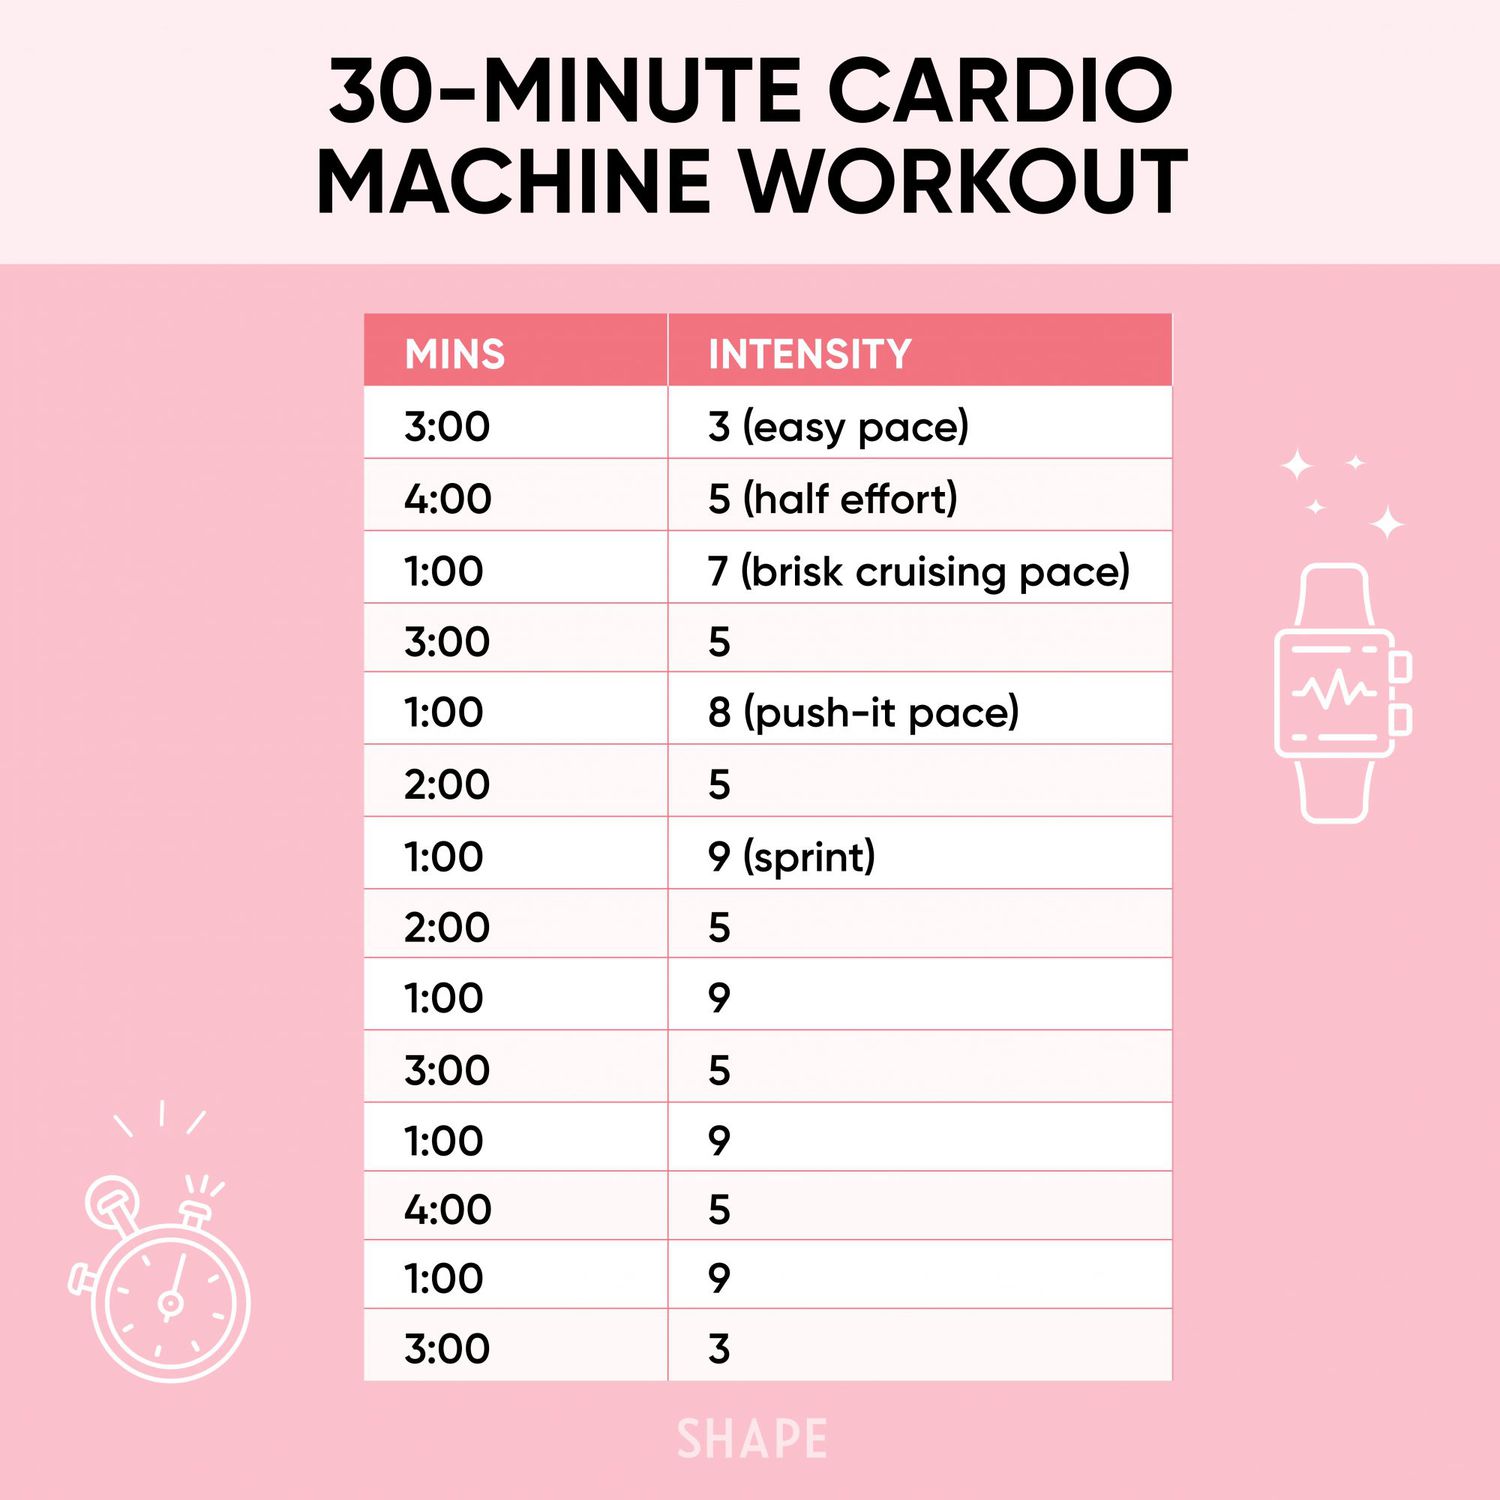 30-MINUTE CARDIO
MACHINE WORKOUT
MINS INTENSITY
3:00 3 (easy pace)
4:00 5 (half effort)
1:00 7 (brisk cruising pace)
3:00 5
1:00 8 (push-it pace)
2:00 5
1:00 9 (sprint)
2:00 5
1:00 9
3:00 5
1:00 9
4:00 5
1:00 9
3:00 3
SHAPE